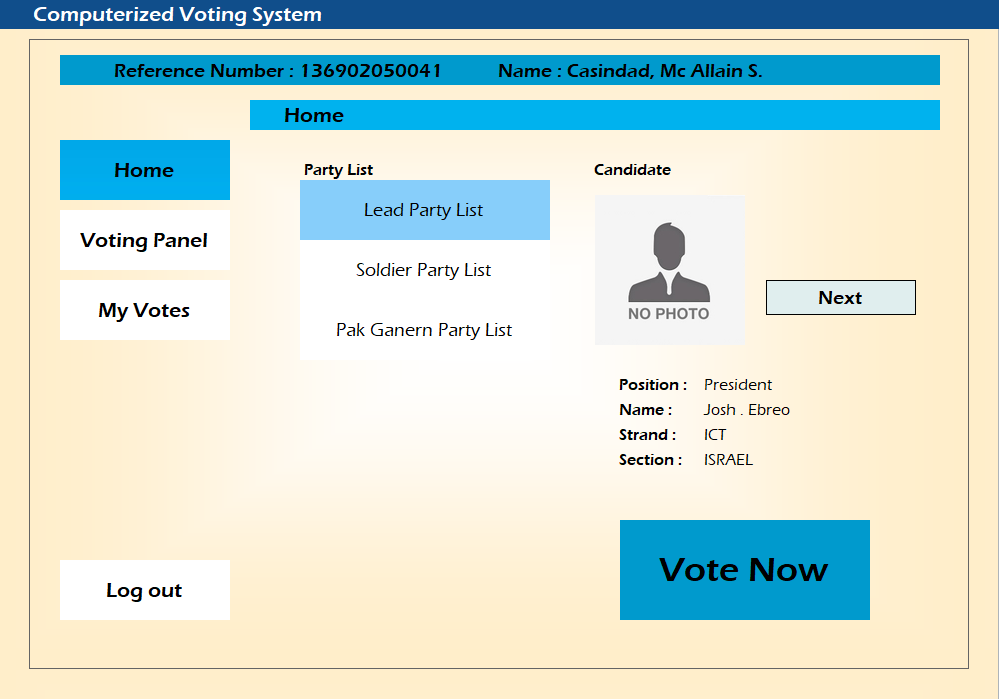 Computerized Voting System
Reference Number : 136902050041 Name : Casindad, Mc Allain S.
Home
Home
Voting Panel
My Votes
Log out
Party List
Lead Party List
Soldier Party List
Pak Ganern Party List
Candidate
NO PHOTO
Next
Position : President
Name : Josh . Ebreo
Strand : ICT
Section : ISRAEL
Vote Now